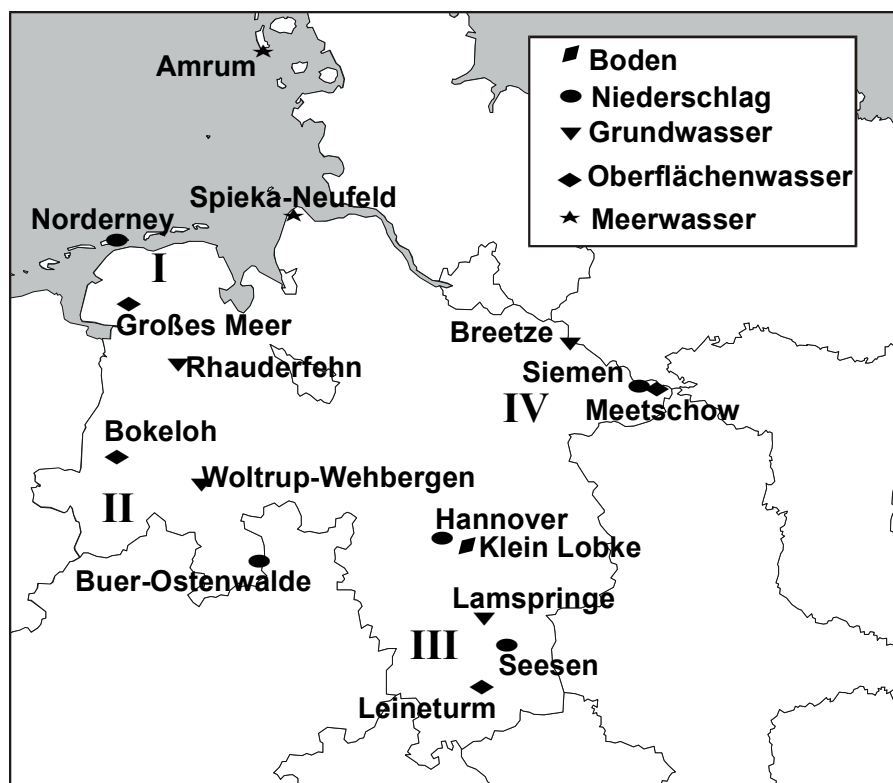 Amrum
Boden
Niederschlag
Grundwasser
Oberflächenwasser
Meerwasser
Spieka-Neufeld
Norderney
I
Großes Meer
Rhauderfehn
Breetze
Siemen
IV
Meetschow
Bokeloh
Woltrup-Wehbergen
II
Hannover
Klein Lobke
Buer-Ostenwalde
Lamspringe
III
Seesen
Leineturm